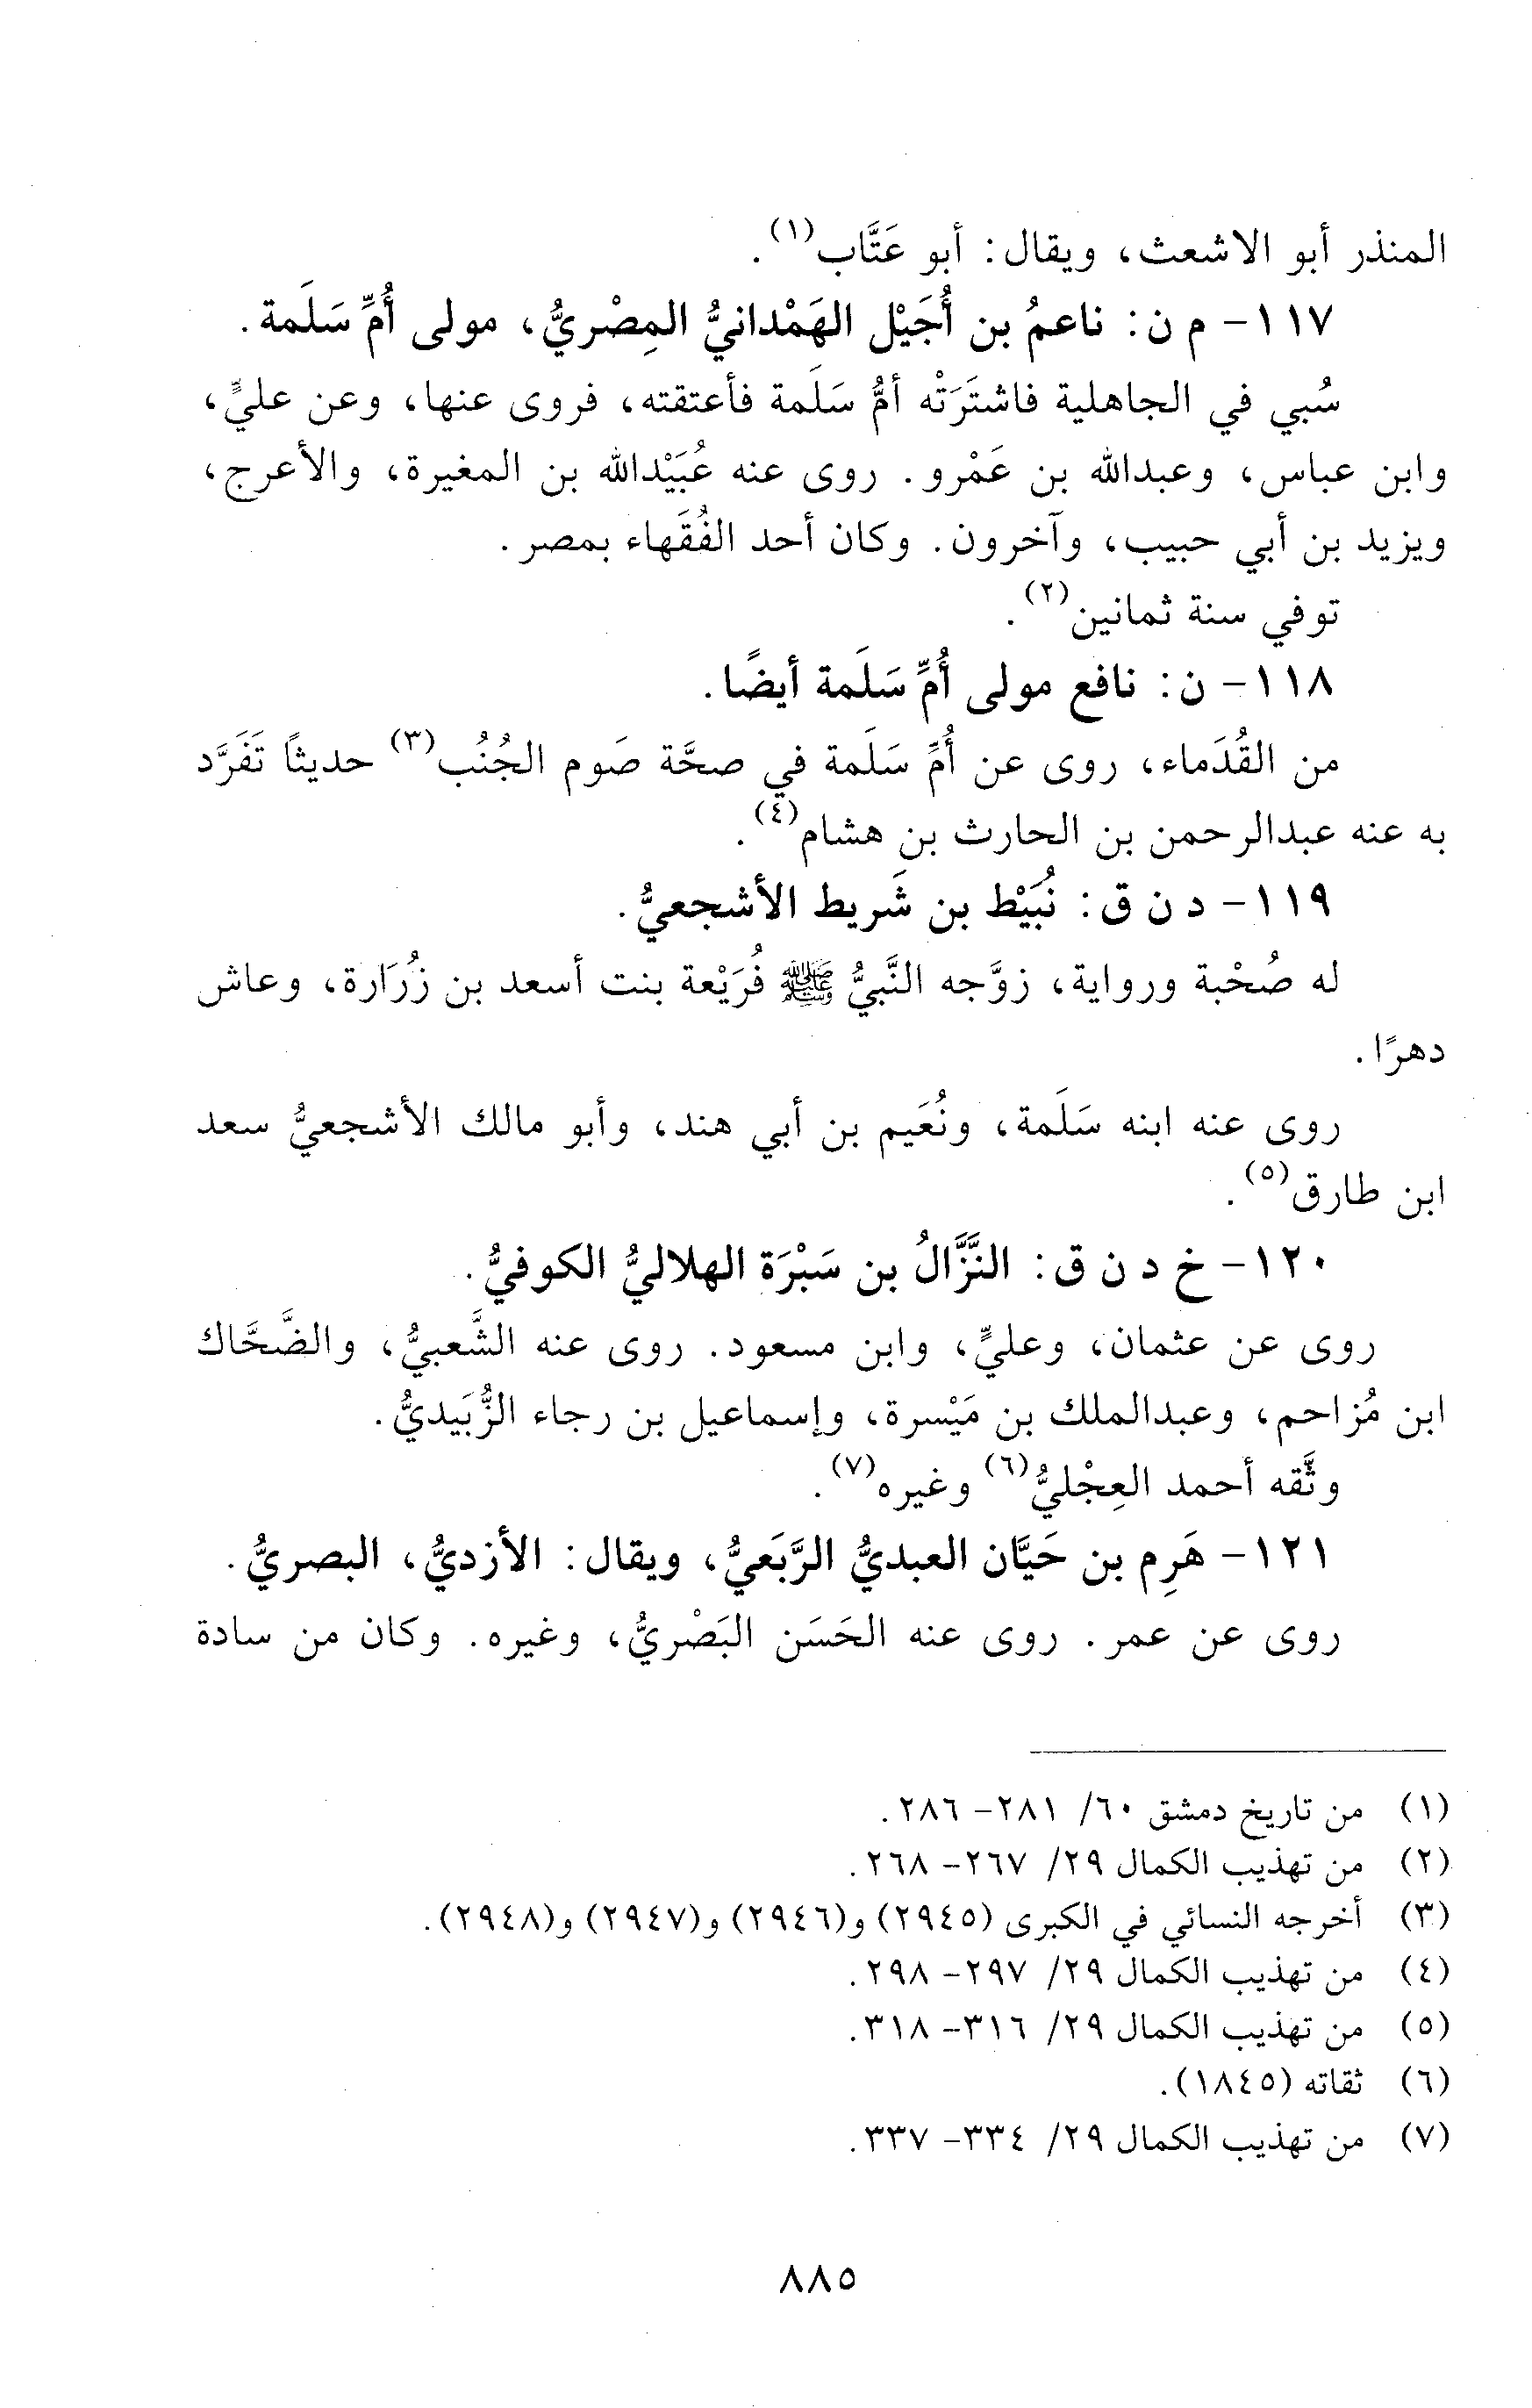 المنذر أبو الاشعث، ويقال: أبو عَتَّاب(١).
١١٧- م ن: ناعمُ بن أُجَيْل الهَمْدانيُّ المِصْريُّ، مولى أُمِّ سَلَمة.
سُبي في الجاهلية فاشتَرَتْه أمُّ سَلَمة فأعتقته، فروى عنها، وعن عليٍّ،
وابن عباس، وعبدالله بن عَمْرو. روى عنه عُبَيْدالله بن المغيرة، والأعرج،
ويزيد بن أبي حبيب، وآخرون. وكان أحد الفُقَهاء بمصر.
توفي سنة ثمانين(٢).
١١٨- ن: نافع مولى أُمِّ سَلَمة أيضًا.
من القُدَماء، روى عن أُمِّ سَلَمة في صحَّة صَوم الجُنُب(٣) حديثاً تَفَرَّد
به عنه عبدالرحمن بن الحارث بن هشام(٤).
١١٩- د ن ق: نُبَيْط بن شَريط الأشجعيُّ.
له صُحْبة ورواية، زوَّجه النَّبيُّ ﷺ فُرَيْعة بنت أسعد بن زُرَارة، وعاش
دهرًا.
روى عنه ابنه سَلَمة، ونُعَيم بن أبي هند، وأبو مالك الأشجعيُّ سعد
ابن طارق(٥).
١٢٠- خ د ن ق: النَّزَّالُ بن سَبْرَة الهلاليُّ الكوفيُّ.
روى عن عثمان، وعليٍّ، وابن مسعود. روى عنه الشَّعبيُّ، والضَّحَّاك
ابن مُزاحم، وعبدالملك بن مَيْسرة، وإسماعيل بن رجاء الزُّبَيديُّ.
وثَّقه أحمد العِجْليُّ(٦) وغيره(٧).
١٢١- هَرِم بن حَيَّان العبديُّ الرَّبَعيُّ، ويقال: الأزديُّ، البصريُّ.
روى عن عمر. روى عنه الحَسَن البَصْريُّ، وغيره. وكان من سادة
(١) من تاريخ دمشق ٦٠/ ٢٨١- ٢٨٦.
(٢) من تهذيب الكمال ٢٩/ ٢٦٧- ٢٦٨.
(٣) أخرجه النسائي في الكبرى (٢٩٤٥) و(٢٩٤٦) و(٢٩٤٧) و(٢٩٤٨).
(٤) من تهذيب الكمال ٢٩/ ٢٩٧- ٢٩٨.
(٥) من تهذيب الكمال ٢٩/ ٣١٦- ٣١٨.
(٦) ثقاته (١٨٤٥).
(٧) من تهذيب الكمال ٢٩/ ٣٣٤- ٣٣٧.
٨٨٥